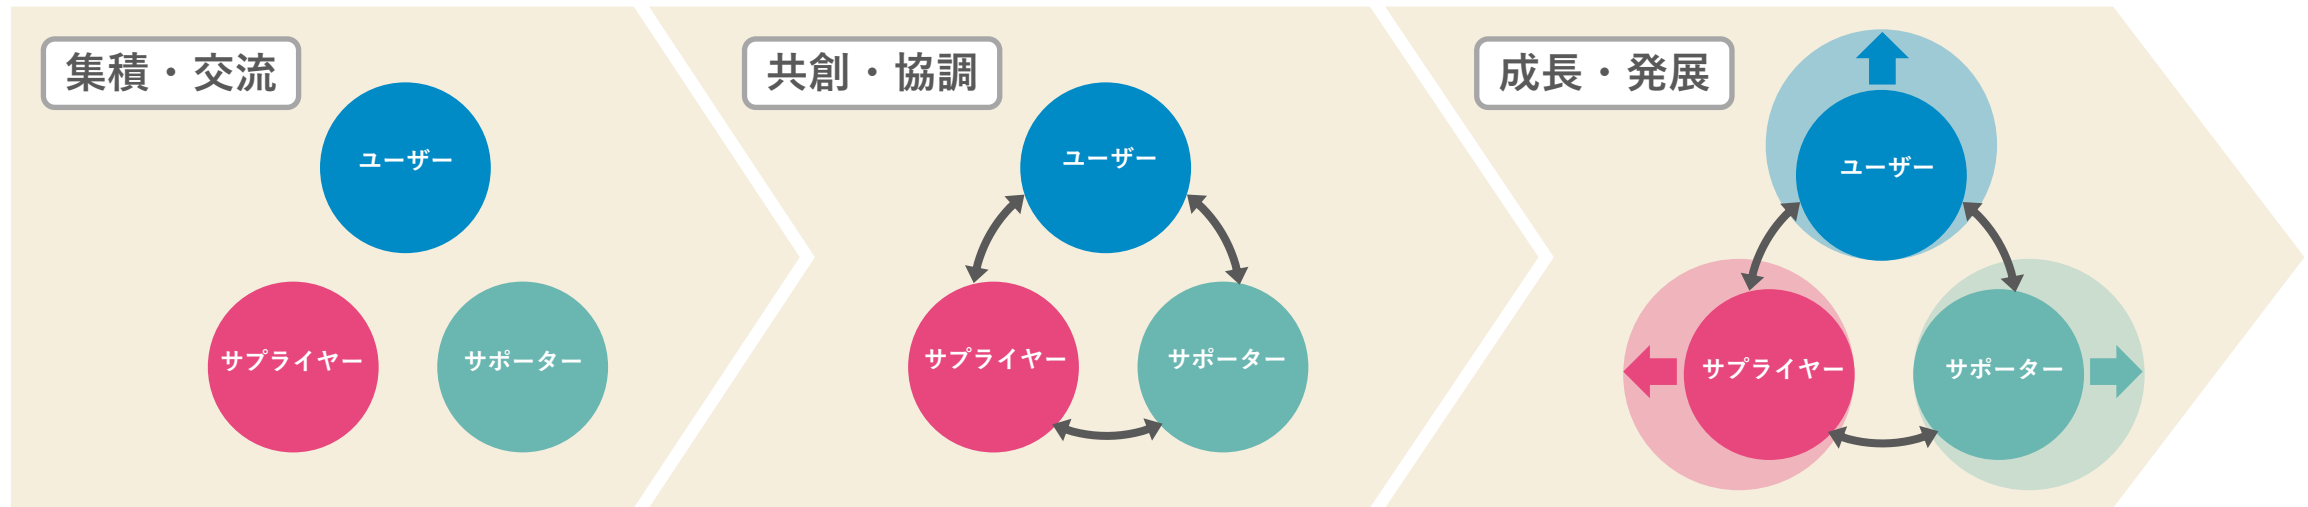 集積・交流
ユーザー
サプライヤー
サポーター
共創・協調
ユーザー
サプライヤー
サポーター
成長・発展
ユーザー
サプライヤー
サポーター